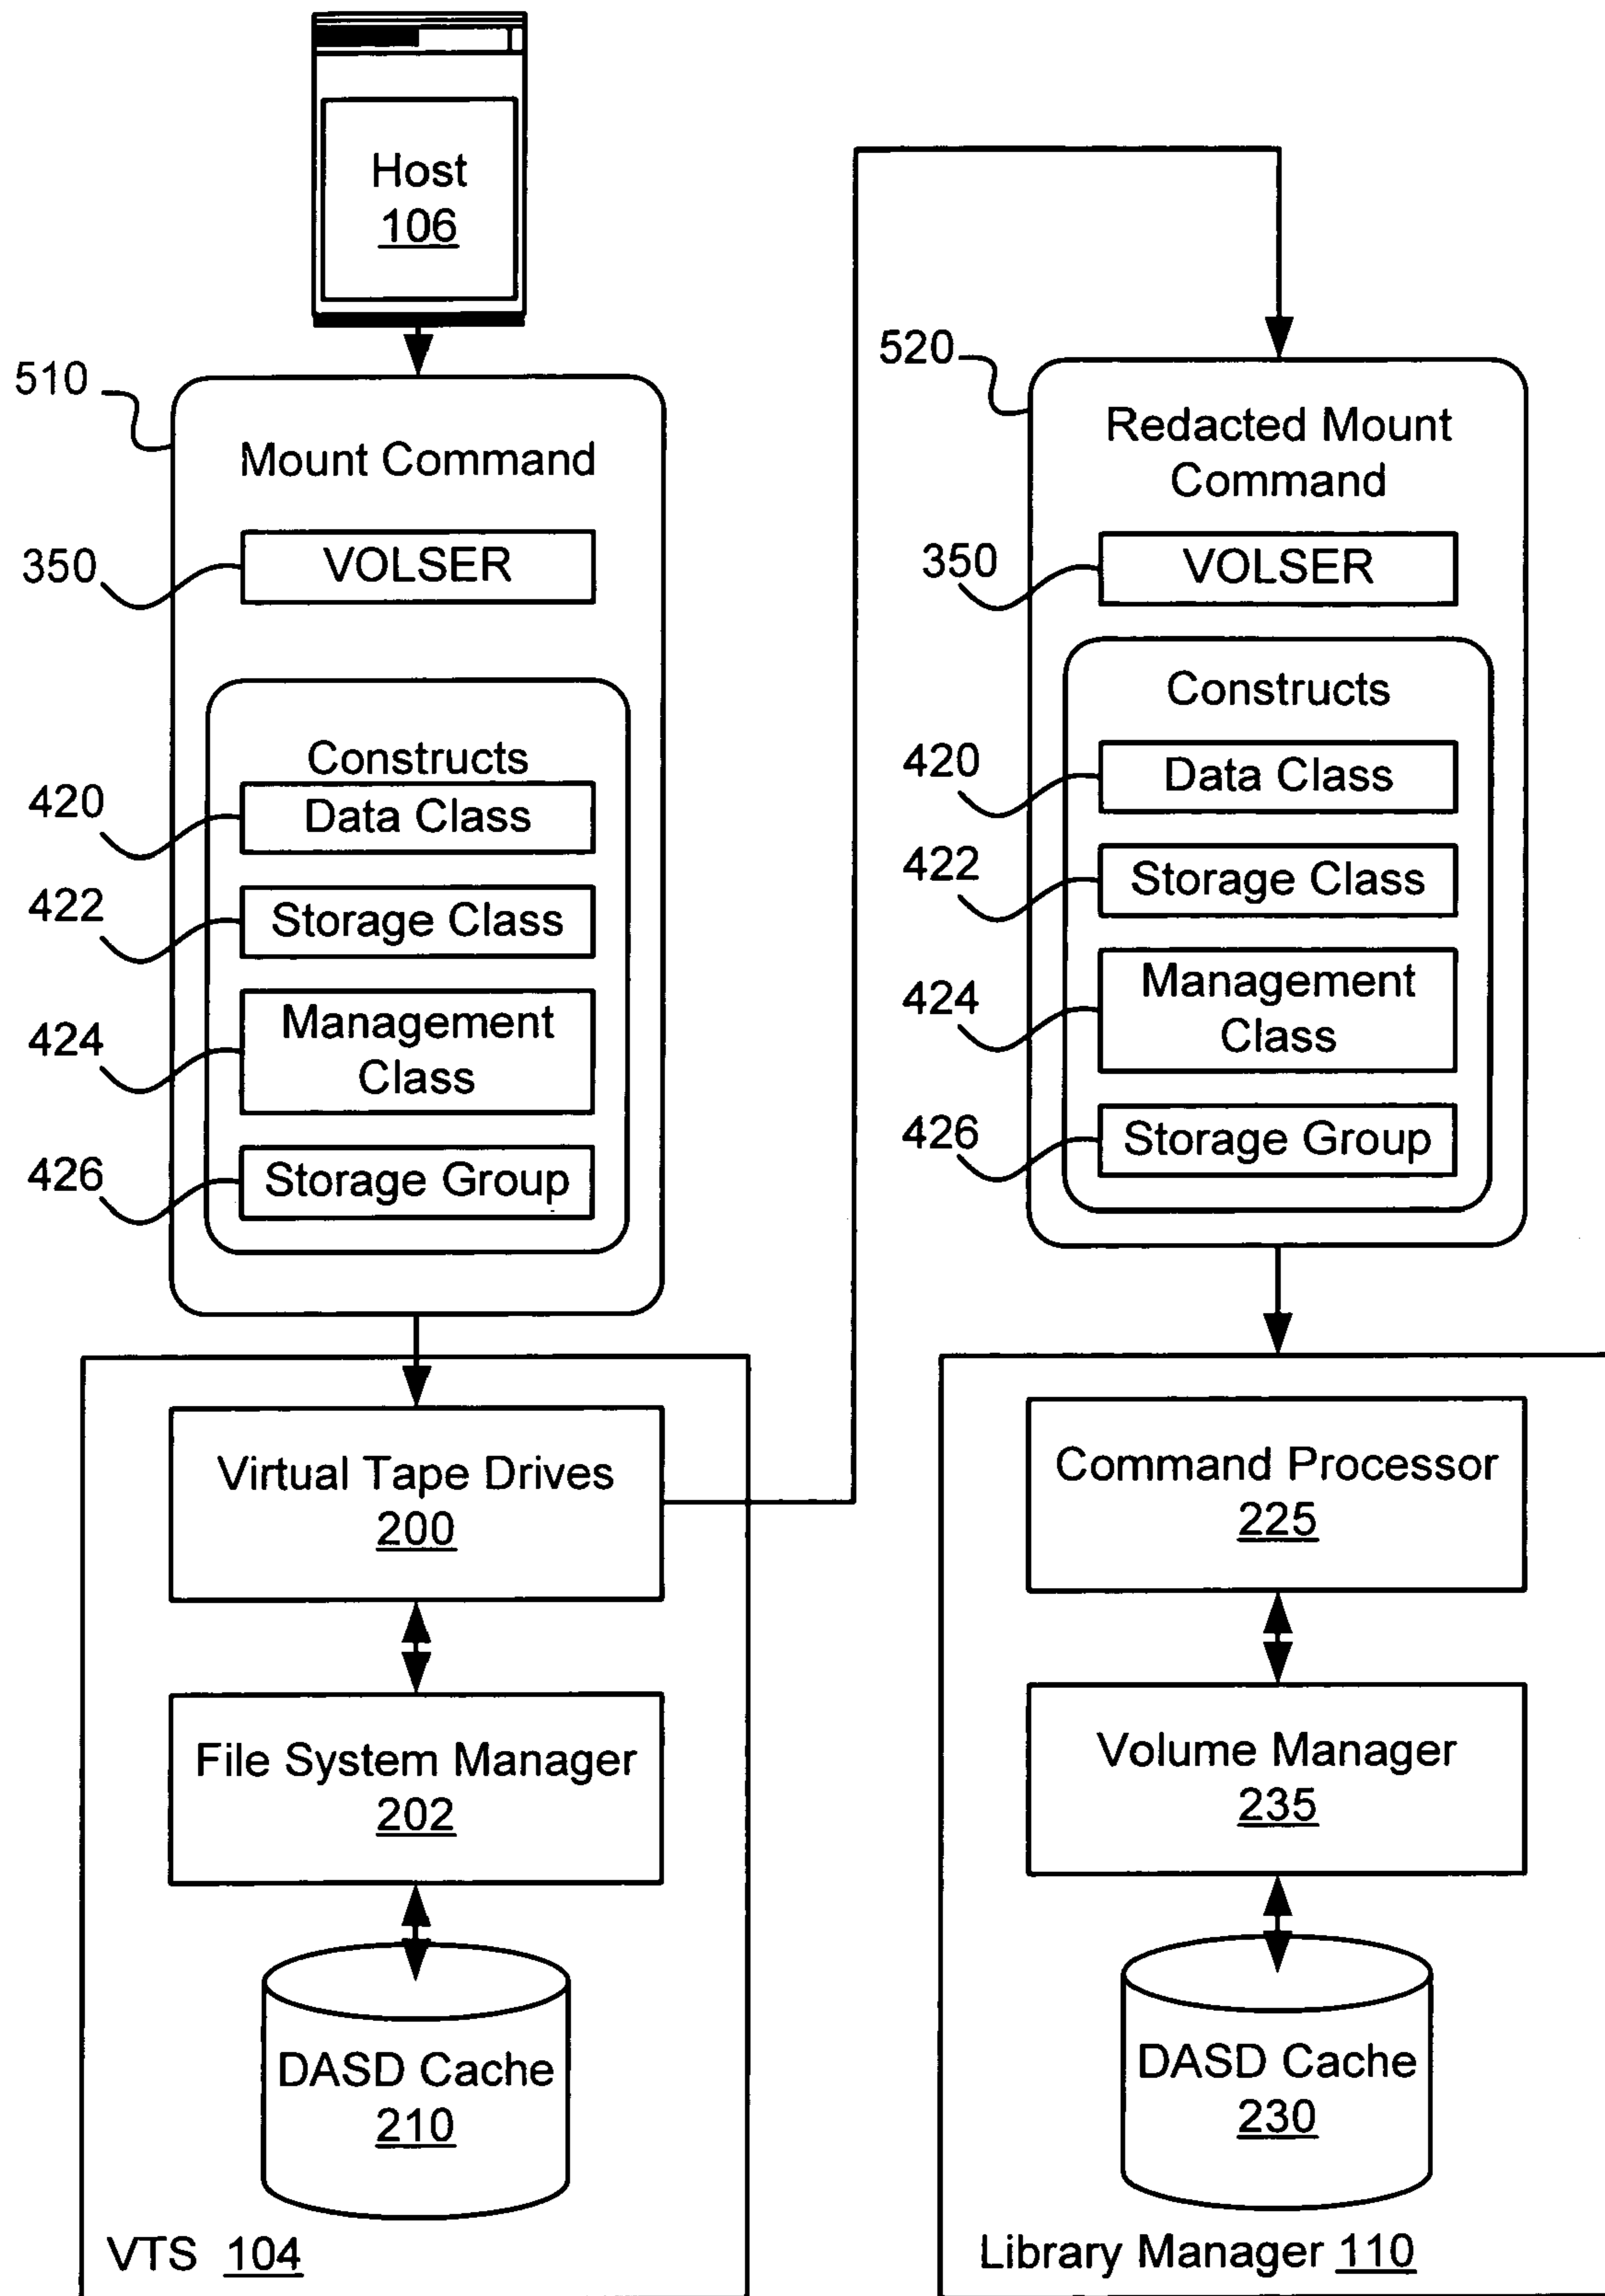 Host
106
510
Mount Command
350
VOLSER
Constructs
420
Data Class
422
Storage Class
424
Management
Class
426
Storage Group
Virtual Tape Drives
200
File System Manager
202
DASD Cache
210
VTS 104
520
Redacted Mount
Command
350
VOLSER
Constructs
420
Data Class
422
Storage Class
424
Management
Class
426
Storage Group
Command Processor
225
Volume Manager
235
DASD Cache
230
Library Manager 110